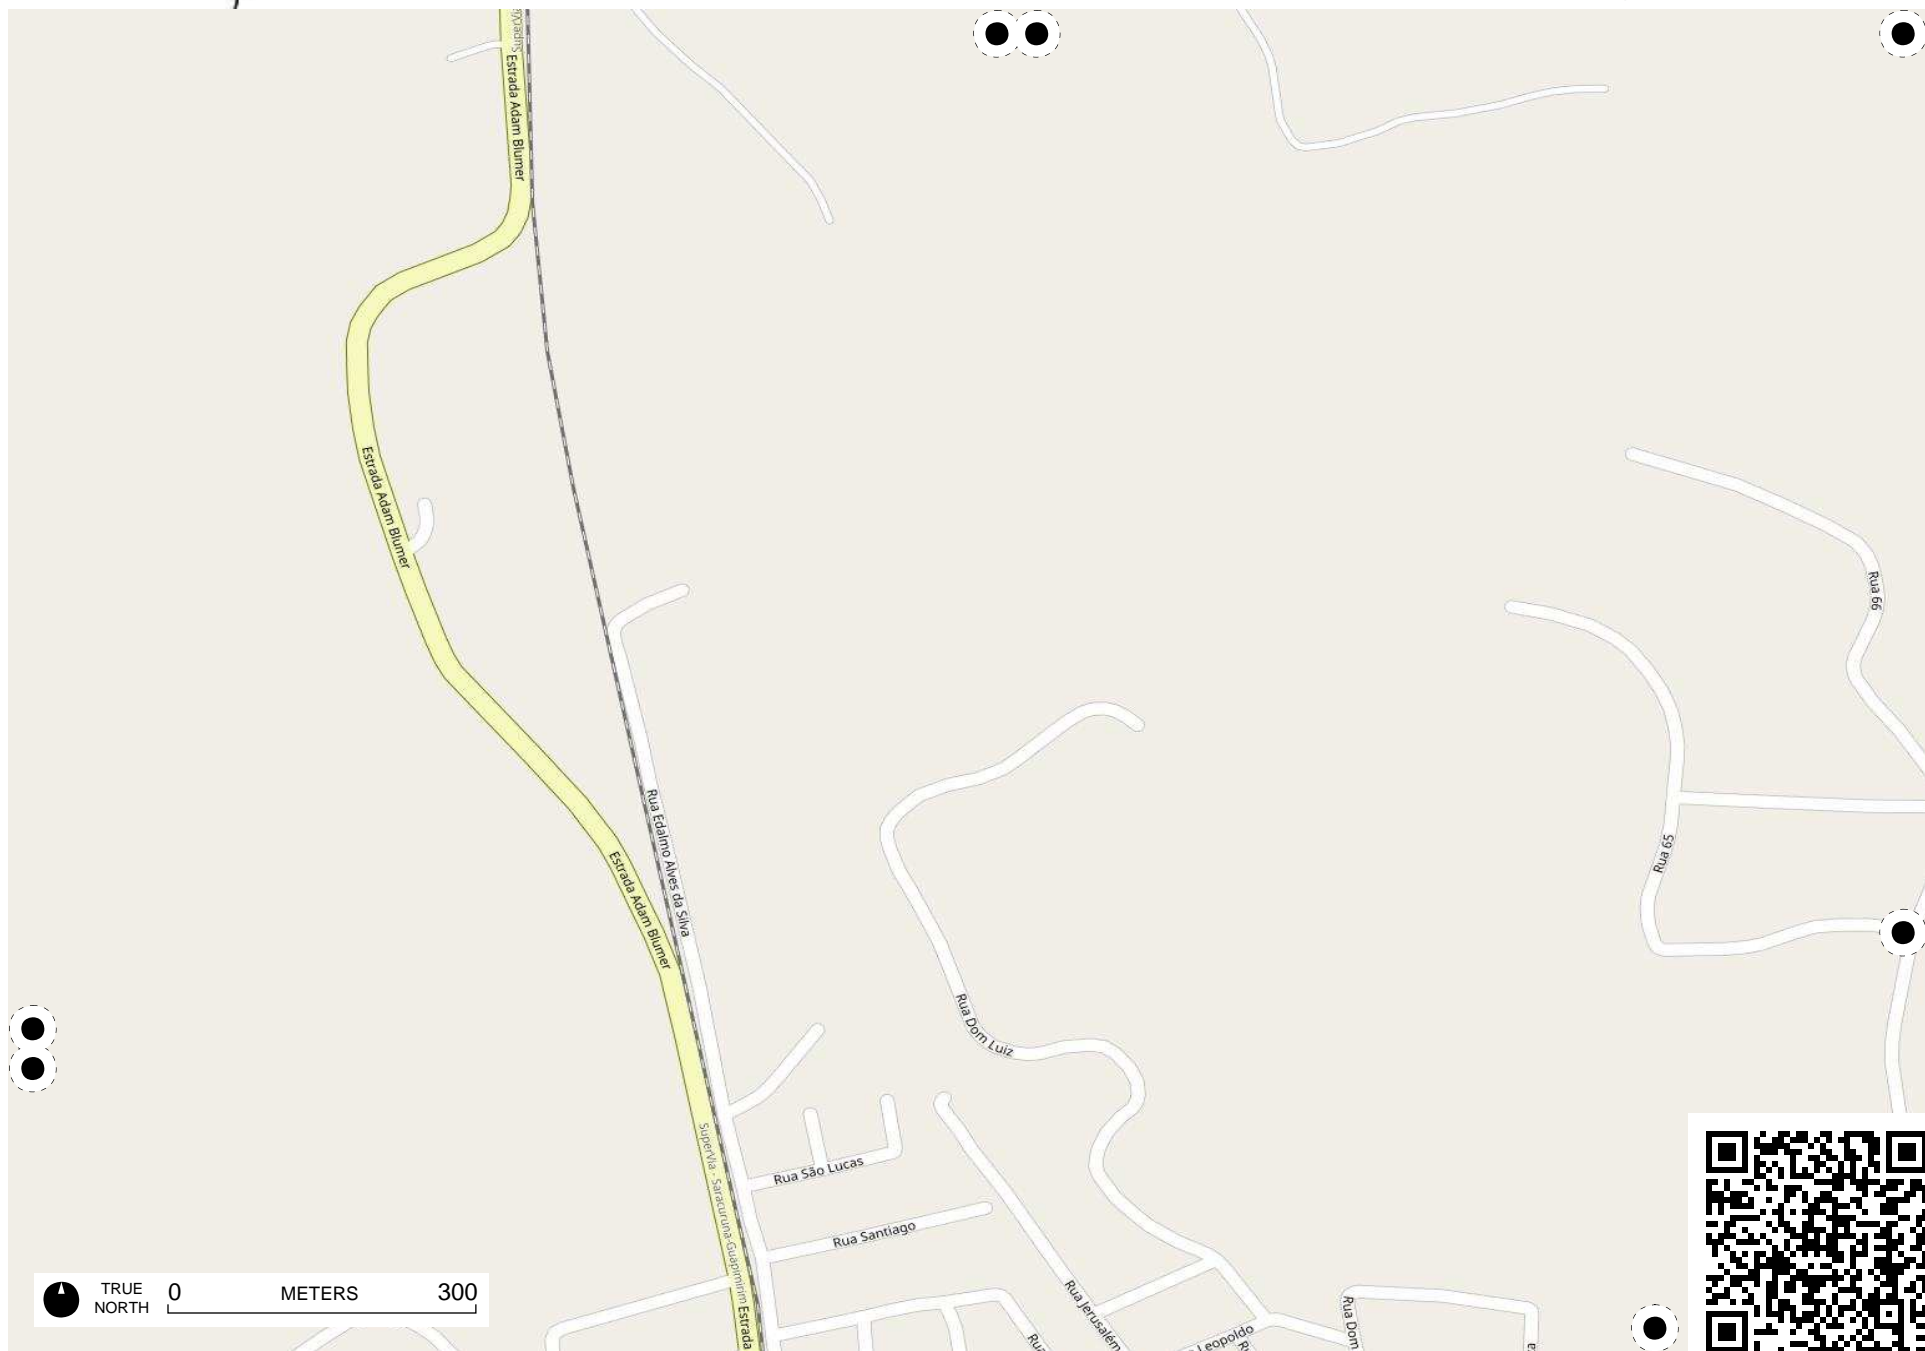 Estrada Adam Blumer
Estrada Adam Blumer
Rua 66
Rua Edalmo Alves da Silva
Rua 65
Estrada Adam Blumer
Rua Dom Luiz
SuperVia - Saracuruna-Guapimirim
Rua São Lucas
Rua Santiago
Rua Jerusalém
Estrada
Rua Dom
Leopoldo
Rua
TRUE
NORTH
0 METERS 300